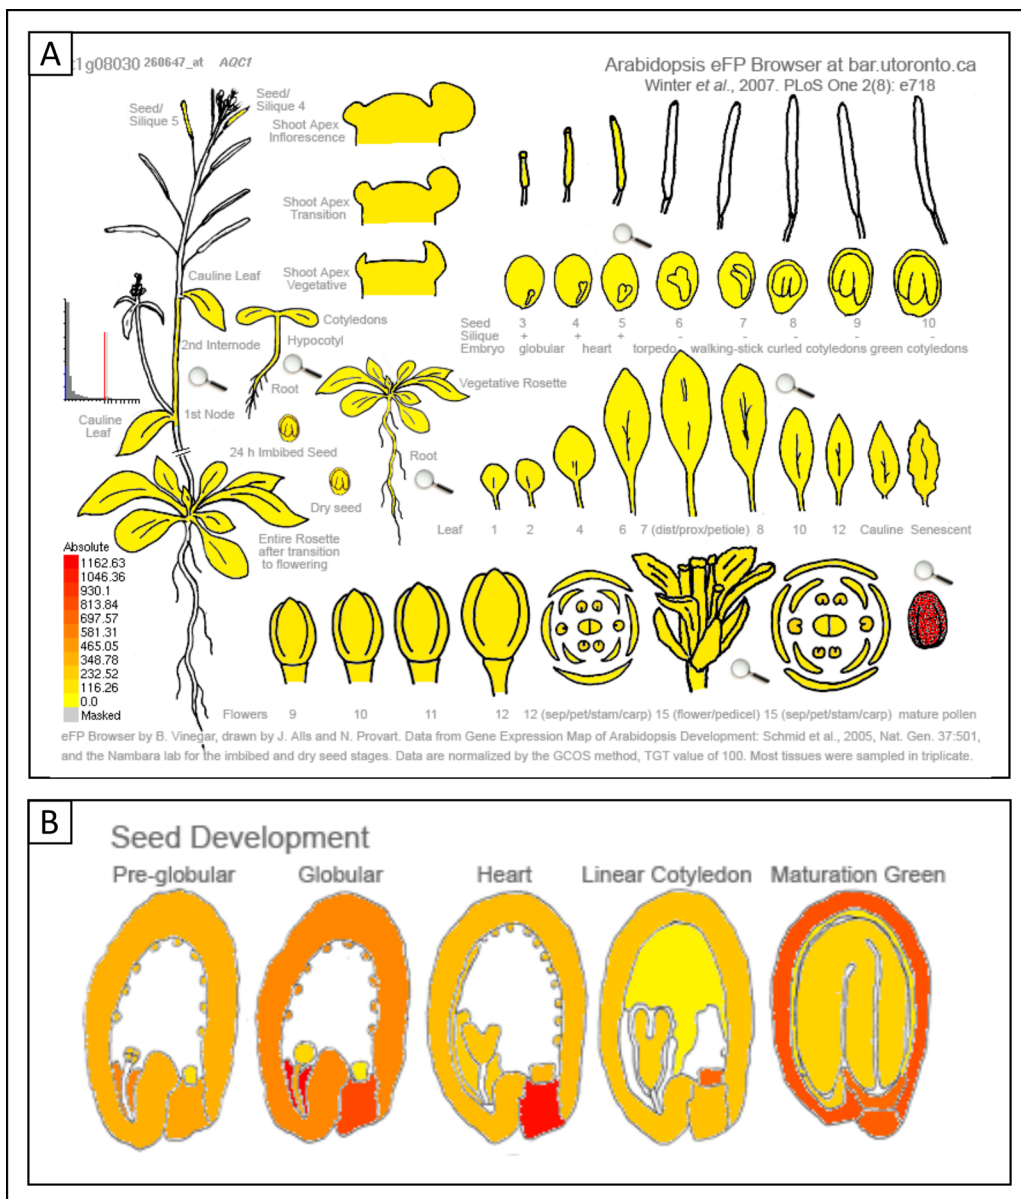 A
t1g08030 260647_at AQC1
Arabidopsis eFP Browser at bar.utoronto.ca
Winter et al., 2007. PLoS One 2(8): e718
Seed/
Silique 5
Seed/
Silique 4
Shoot Apex
Inflorescence
Shoot Apex
Transition
Shoot Apex
Vegetative
Cauline Leaf
Cotyledons
2nd Internode
Hypocotyl
Root
Vegetative Rosette
Cauline
Leaf
1st Node
24 h Imbibed Seed
Root
Dry seed
Entire Rosette
after transition
to flowering
Seed 3 4 5 6 7 8 9 10
Silique + + + - - - - -
Embryo globular heart torpedo walking-stick curled cotyledons green cotyledons
Leaf 1 2 4 6 7 (dist/prox/petiole) 8 10 12 Cauline Senescent
Absolute
1162.63
1046.36
930.1
813.84
697.57
581.31
465.05
348.78
232.52
116.26
0.0
Masked
Flowers 9 10 11 12 12 (sep/pet/stam/carp) 15 (flower/pedicel) 15 (sep/pet/stam/carp) mature pollen
eFP Browser by B. Vinegar, drawn by J. Alls and N. Provart. Data from Gene Expression Map of Arabidopsis Development: Schmid et al., 2005, Nat. Gen. 37:501,
and the Nambara lab for the imbibed and dry seed stages. Data are normalized by the GCOS method, TGT value of 100. Most tissues were sampled in triplicate.
B
Seed Development
Pre-globular Globular Heart Linear Cotyledon Maturation Green